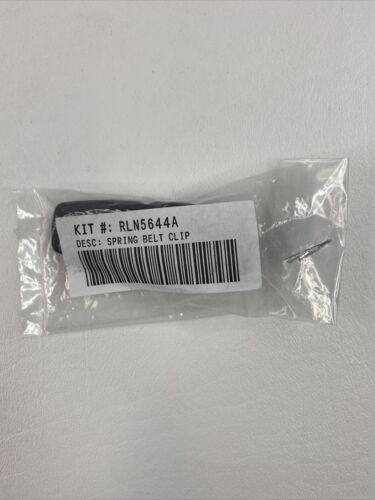 KIT #: RLN5644A
DESC: SPRING BELT CLIP